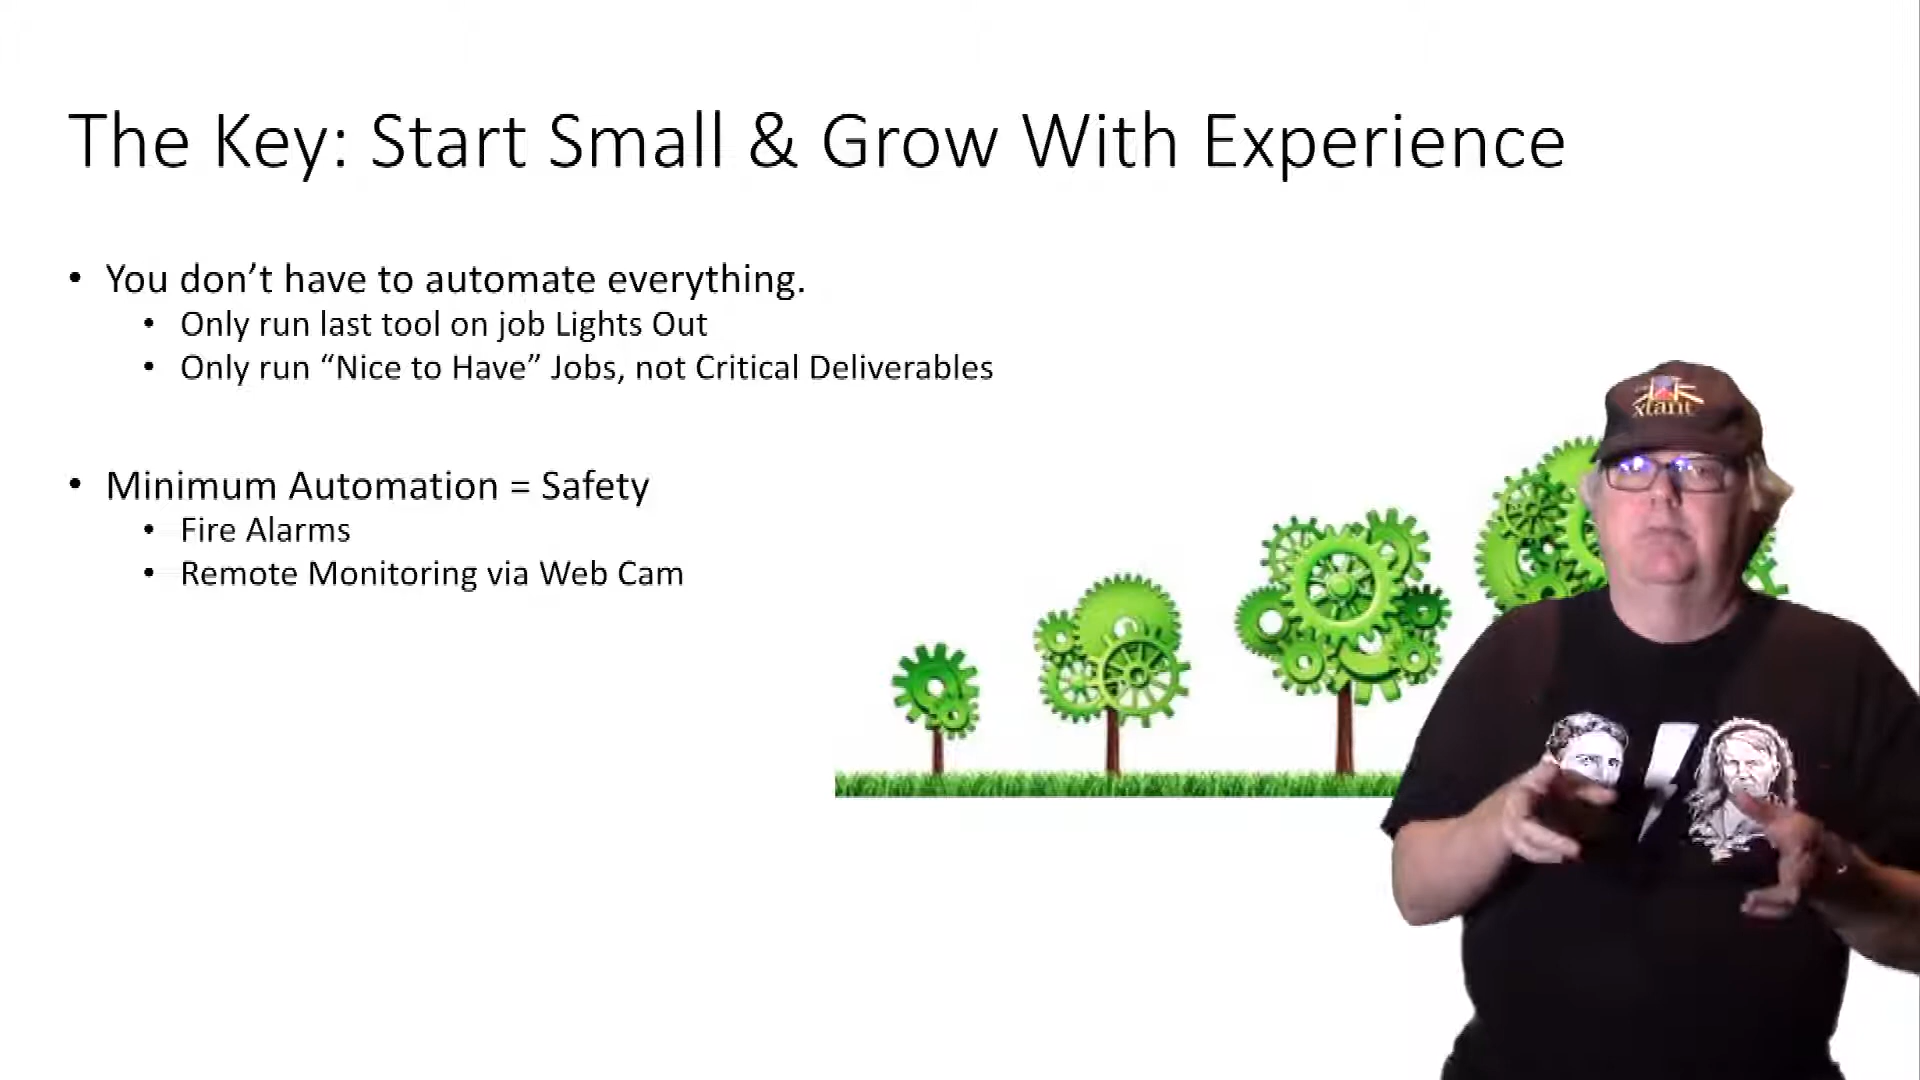 The Key: Start Small & Grow With Experience
• You don’t have to automate everything.
• Only run last tool on job Lights Out
• Only run “Nice to Have” Jobs, not Critical Deliverables
• Minimum Automation = Safety
• Fire Alarms
• Remote Monitoring via Web Cam
xtant